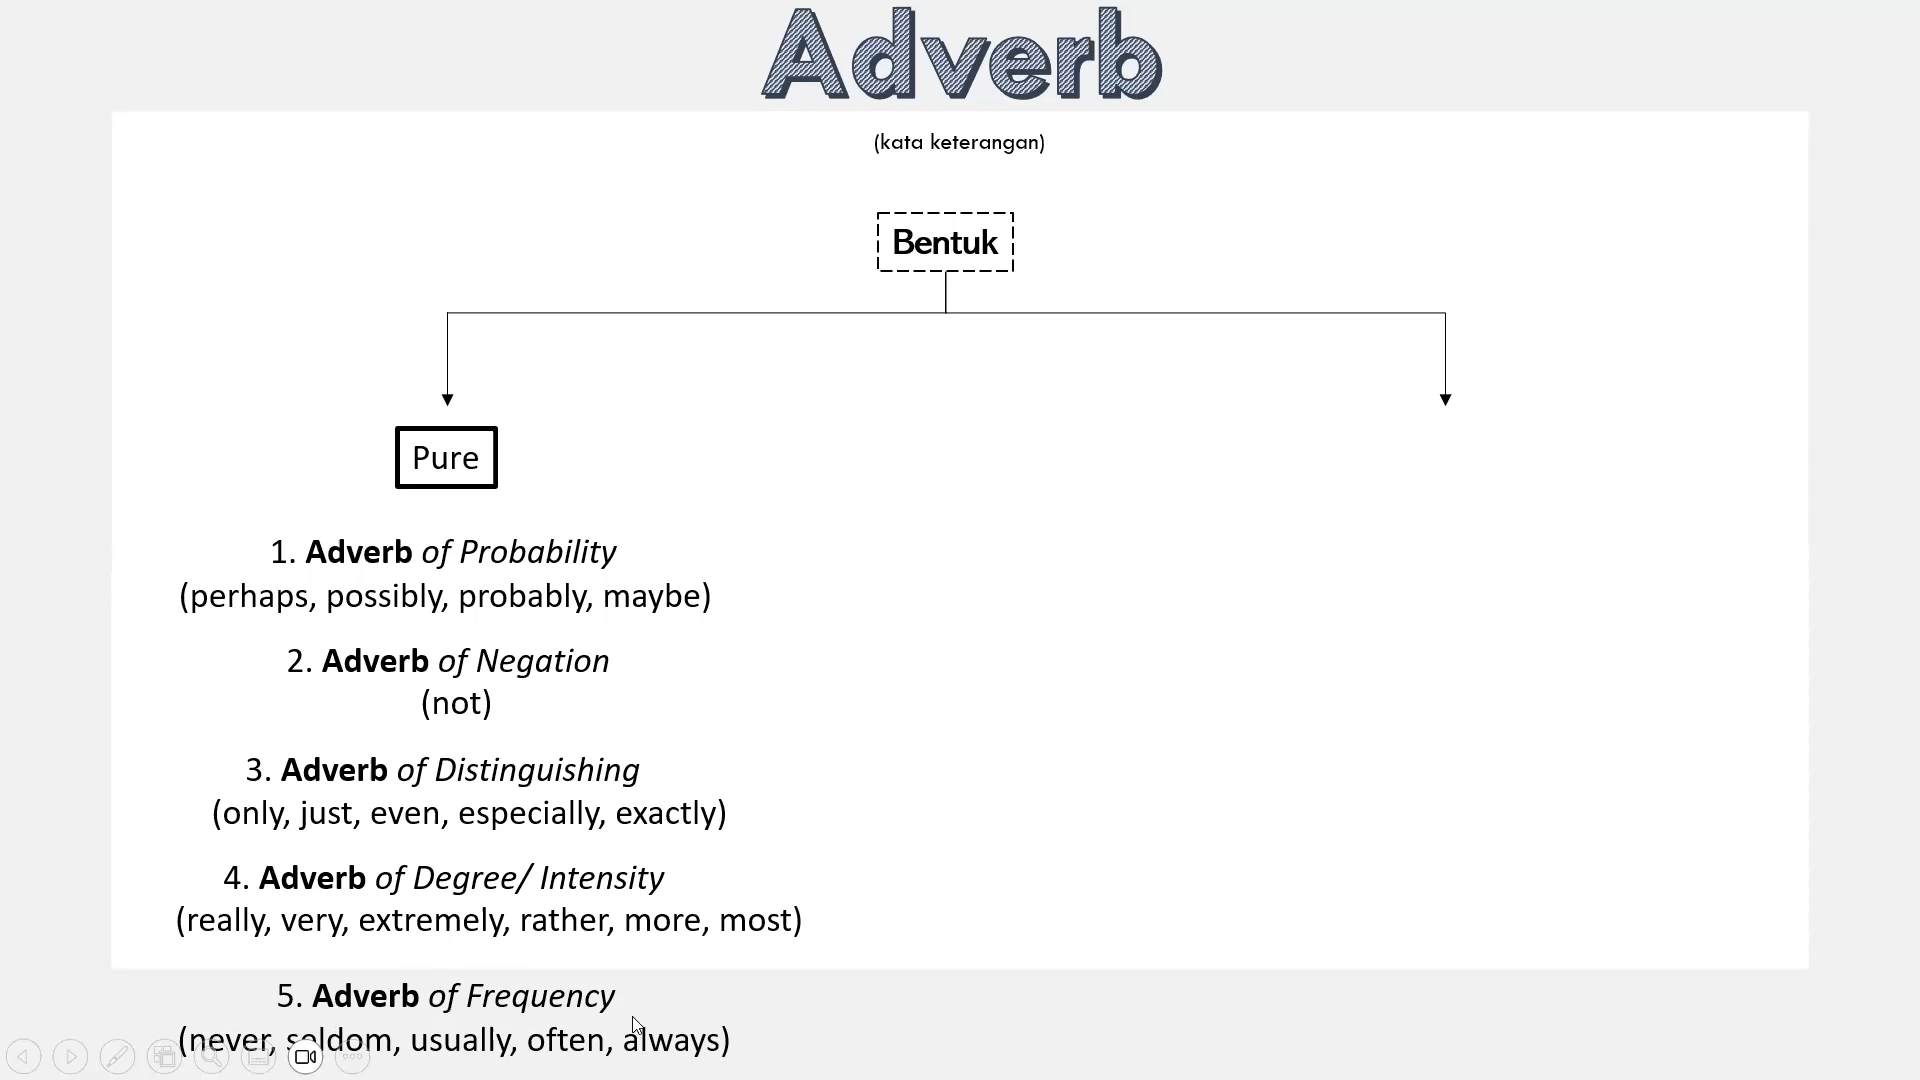 Adverb
(kata keterangan)
Bentuk
Pure
1. Adverb of Probability
(perhaps, possibly, probably, maybe)
2. Adverb of Negation
(not)
3. Adverb of Distinguishing
(only, just, even, especially, exactly)
4. Adverb of Degree/ Intensity
(really, very, extremely, rather, more, most)
5. Adverb of Frequency
(never, seldom, usually, often, always)